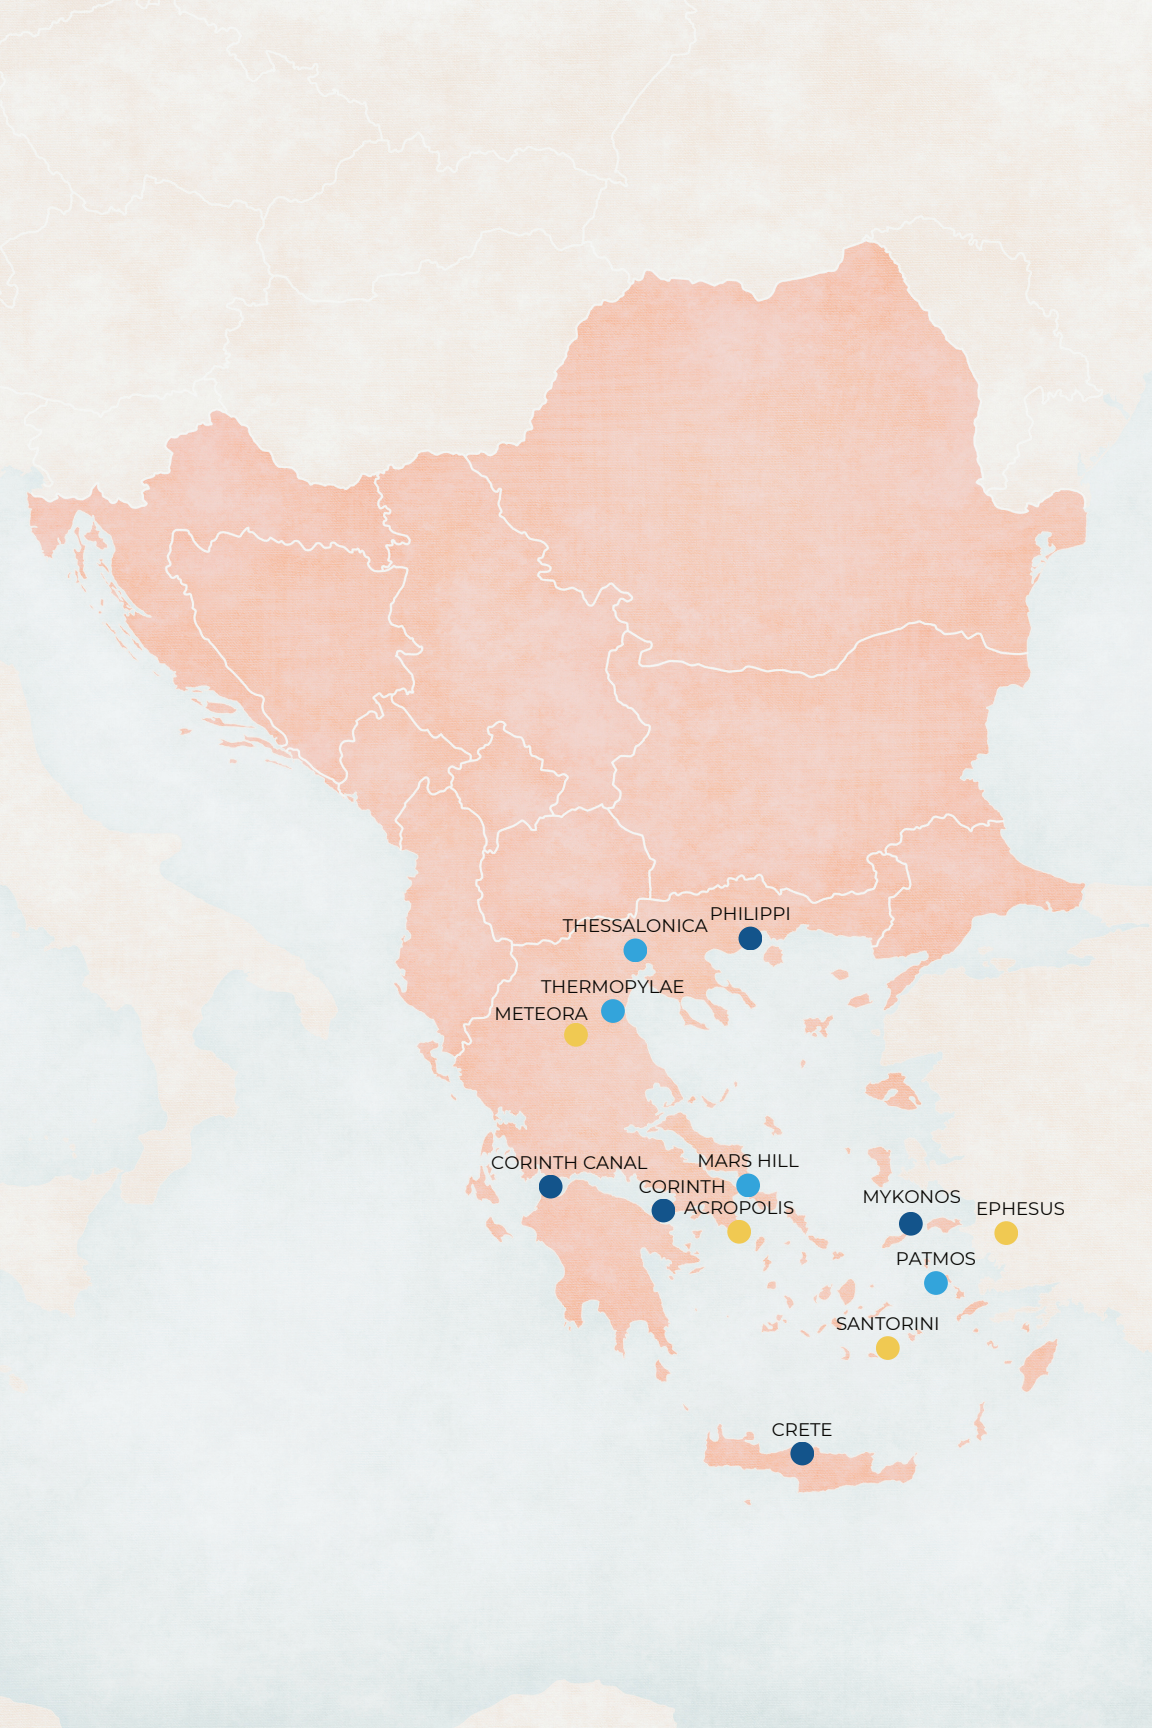 PHILIPPI
THESSALONICA
THERMOPYLAE
METEORA
CORINTH CANAL
MARS HILL
CORINTH
ACROPOLIS
MYKONOS
EPHESUS
PATMOS
SANTORINI
CRETE